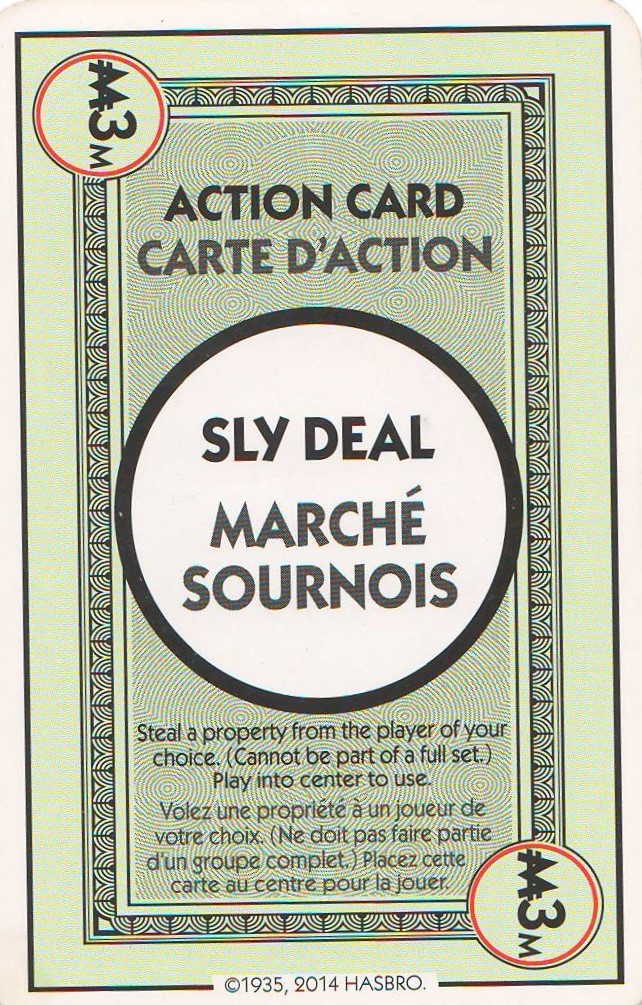 ₩3M
ACTION CARD
CARTE D'ACTION
SLY DEAL
MARCHÉ
SOURNOIS
Steal a property from the player of your
choice. (Cannot be part of a full set.)
Play into center to use.
Volez une propriété à un joueur de
votre choix. (Ne doit pas faire partie
d'un groupe complet.) Placez cette
carte au centre pour la jouer.
₩3M
©1935, 2014 HASBRO.